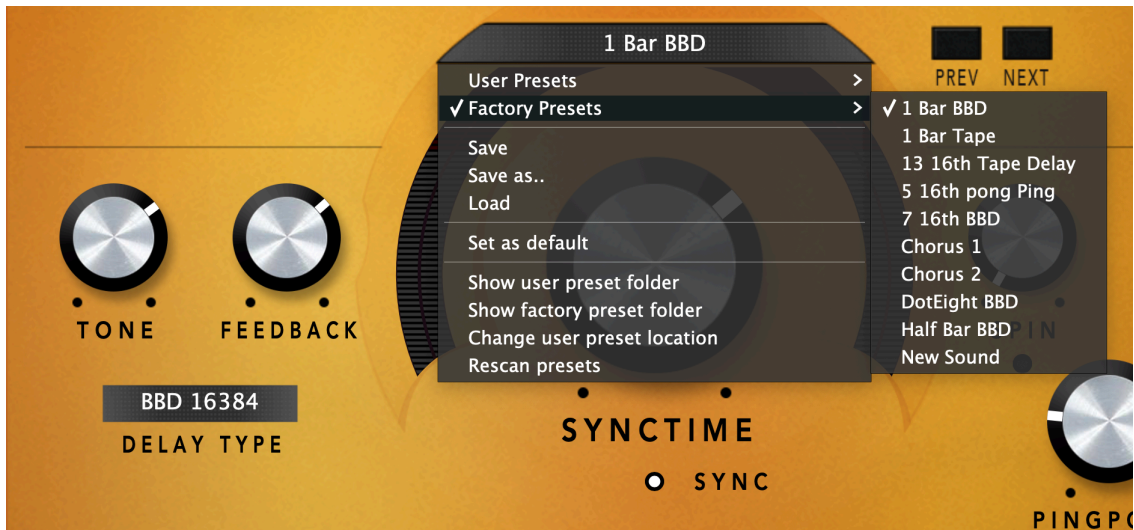 1 Bar BBD
PREV NEXT
User Presets
Factory Presets
Save
Save as..
Load
Set as default
Show user preset folder
Show factory preset folder
Change user preset location
Rescan presets
1 Bar BBD
1 Bar Tape
13 16th Tape Delay
5 16th pong Ping
7 16th BBD
Chorus 1
Chorus 2
DotEight BBD
Half Bar BBD
New Sound
TONE
FEEDBACK
BBD 16384
DELAY TYPE
SYNCTIME
SYNC